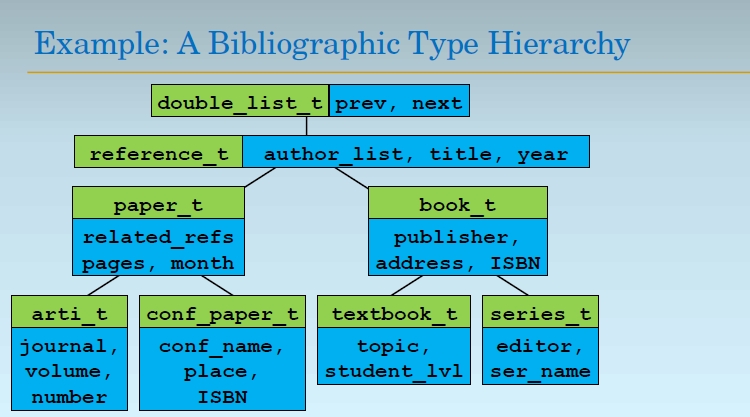 Example: A Bibliographic Type Hierarchy
double_list_t prev, next
reference_t author_list, title, year
paper_t
related_refs
pages, month
book_t
publisher,
address, ISBN
arti_t
journal,
volume,
number
conf_paper_t
conf_name,
place,
ISBN
textbook_t
topic,
student_lvl
series_t
editor,
ser_name